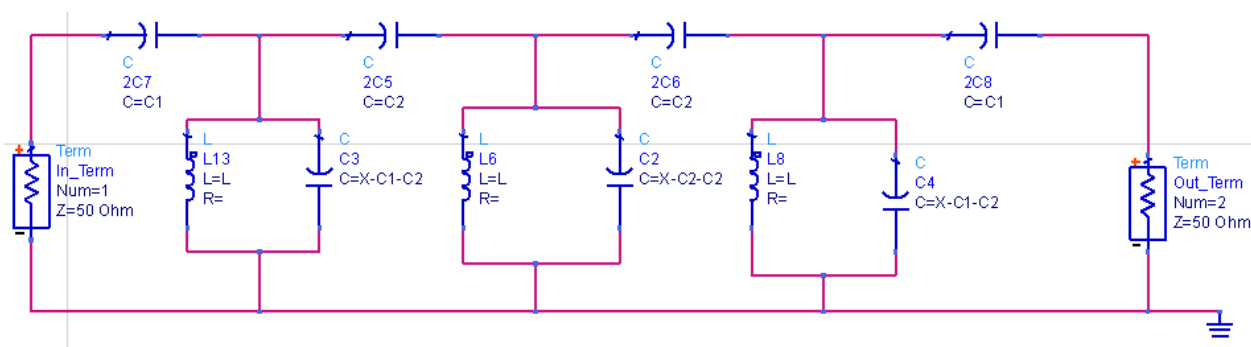 C
2C7
C=C1
C
2C5
C=C2
C
2C6
C=C2
C
2C8
C=C1
+
Term
In_Term
Num=1
Z=50 Ohm
-
L
L13
L=L
R=
C
C3
C=X-C1-C2
L
L6
L=L
R=
C
C2
C=X-C2-C2
L
L8
L=L
R=
C
C4
C=X-C1-C2
+
Term
Out_Term
Num=2
Z=50 Ohm
-